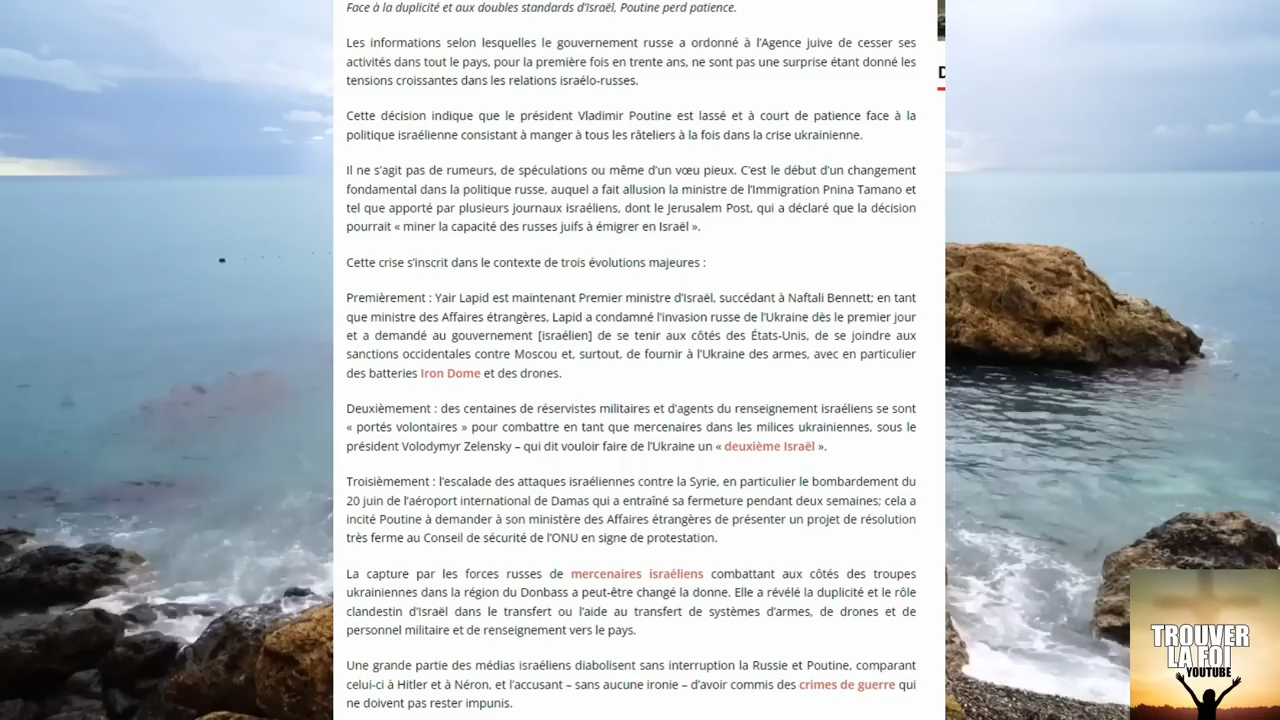 Face à la duplicité et aux doubles standards d’Israël, Poutine perd patience.
Les informations selon lesquelles le gouvernement russe a ordonné à l’Agence juive de cesser ses
activités dans tout le pays, pour la première fois en trente ans, ne sont pas une surprise étant donné les
tensions croissantes dans les relations israélo-russes.
Cette décision indique que le président Vladimir Poutine est lassé et à court de patience face à la
politique israélienne consistant à manger à tous les râteliers à la fois dans la crise ukrainienne.
Il ne s’agit pas de rumeurs, de spéculations ou même d’un vœu pieux. C’est le début d’un changement
fondamental dans la politique russe, auquel a fait allusion la ministre de l’Immigration Pnina Tamano et
tel que apporté par plusieurs journaux israéliens, dont le Jerusalem Post, qui a déclaré que la décision
pourrait « miner la capacité des russes juifs à émigrer en Israël ».
Cette crise s’inscrit dans le contexte de trois évolutions majeures :
Premièrement : Yair Lapid est maintenant Premier ministre d’Israël, succédant à Naftali Bennett; en tant
que ministre des Affaires étrangères, Lapid a condamné l’invasion russe de l’Ukraine dès le premier jour
et a demandé au gouvernement [israélien] de se tenir aux côtés des États-Unis, de se joindre aux
sanctions occidentales contre Moscou et, surtout, de fournir à l’Ukraine des armes, avec en particulier
des batteries Iron Dome et des drones.
Deuxièmement : des centaines de réservistes militaires et d’agents du renseignement israéliens se sont
« portés volontaires » pour combattre en tant que mercenaires dans les milices ukrainiennes, sous le
président Volodymyr Zelensky – qui dit vouloir faire de l’Ukraine un « deuxième Israël ».
Troisièmement : l’escalade des attaques israéliennes contre la Syrie, en particulier le bombardement du
20 juin de l’aéroport international de Damas qui a entraîné sa fermeture pendant deux semaines; cela a
incité Poutine à demander à son ministère des Affaires étrangères de présenter un projet de résolution
très ferme au Conseil de sécurité de l’ONU en signe de protestation.
La capture par les forces russes de mercenaires israéliens combattant aux côtés des troupes
ukrainiennes dans la région du Donbass a peut-être changé la donne. Elle a révélé la duplicité et le rôle
clandestin d’Israël dans le transfert ou l’aide au transfert de systèmes d’armes, de drones et de
personnel militaire et de renseignement vers le pays.
Une grande partie des médias israéliens diabolisent sans interruption la Russie et Poutine, comparant
celui-ci à Hitler et à Néron, et l’accusant – sans aucune ironie – d’avoir commis des crimes de guerre qui
ne doivent pas rester impunis.
D
TROUVER
LA FOI
YOUTUBE